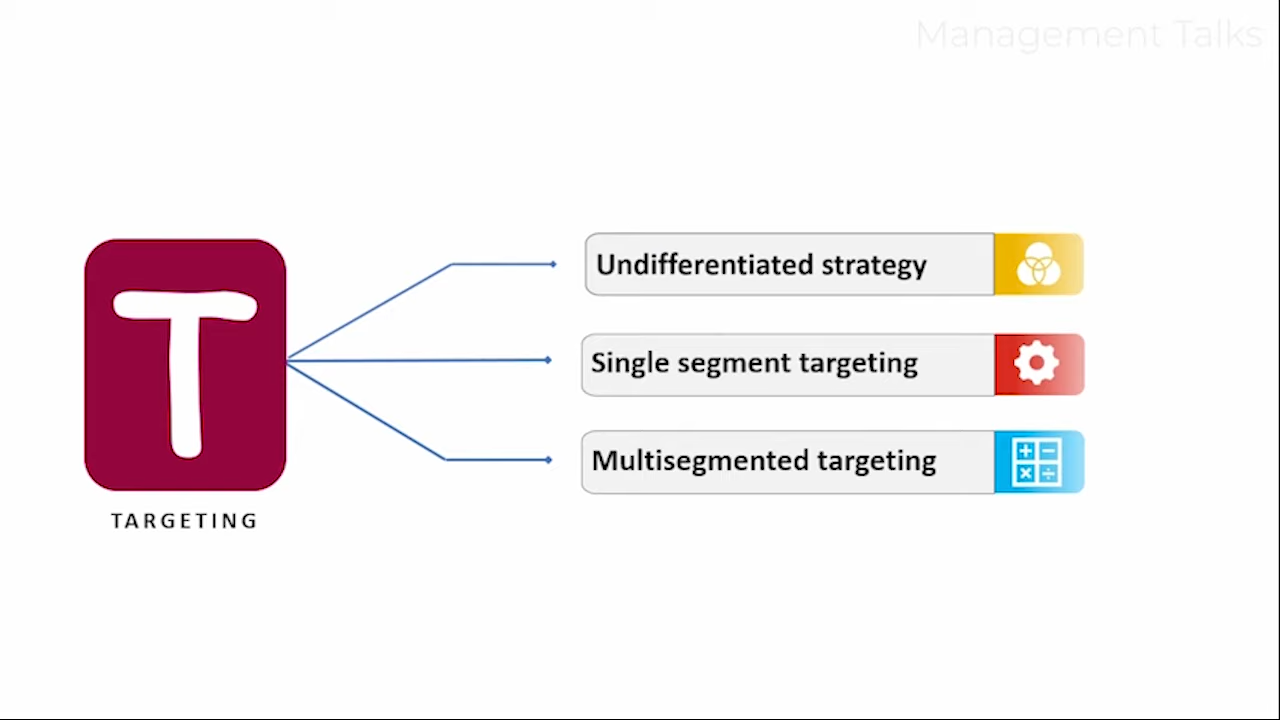 Management Talks
T
TARGETING
Undifferentiated strategy
Single segment targeting
Multisegmented targeting